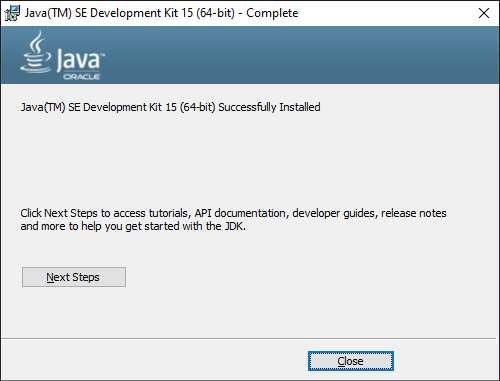 Java(TM) SE Development Kit 15 (64-bit) - Complete
Java™
ORACLE
Java(TM) SE Development Kit 15 (64-bit) Successfully Installed
Click Next Steps to access tutorials, API documentation, developer guides, release notes
and more to help you get started with the JDK.
Next Steps
Close